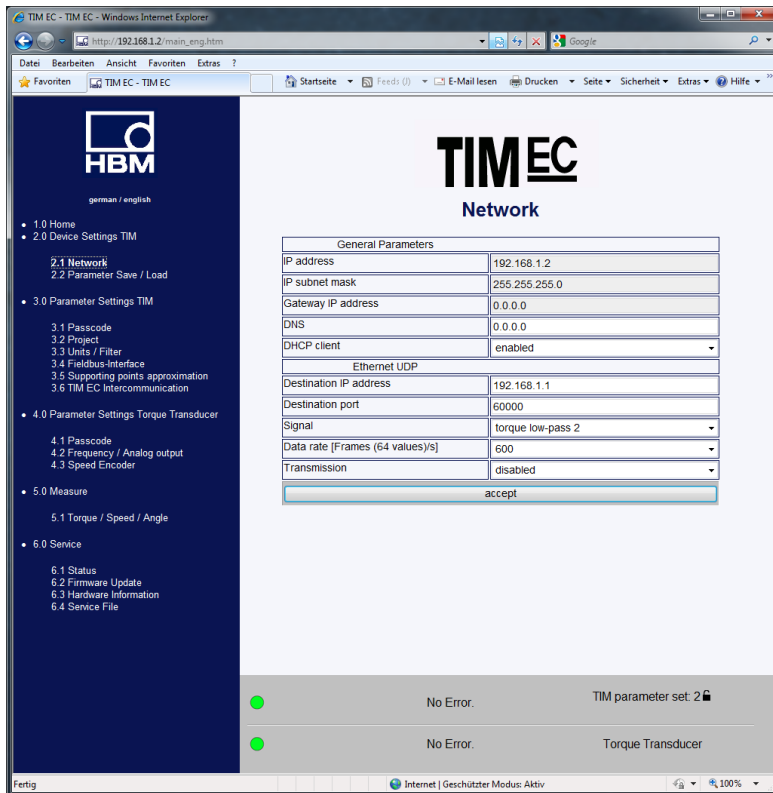 TIM EC - TIM EC - Windows Internet Explorer
http://192.168.1.2/main_eng.htm
Google
Datei Bearbeiten Ansicht Favoriten Extras ?
Favoriten TIM EC - TIM EC Startseite Feeds (J) E-Mail lesen Drucken Seite Sicherheit Extras Hilfe
HBM
german / english
1.0 Home
2.0 Device Settings TIM
2.1 Network
2.2 Parameter Save / Load
3.0 Parameter Settings TIM
3.1 Passcode
3.2 Project
3.3 Units / Filter
3.4 Fieldbus-Interface
3.5 Supporting points approximation
3.6 TIM EC Intercommunication
4.0 Parameter Settings Torque Transducer
4.1 Passcode
4.2 Frequency / Analog output
4.3 Speed Encoder
5.0 Measure
5.1 Torque / Speed / Angle
6.0 Service
6.1 Status
6.2 Firmware Update
6.3 Hardware Information
6.4 Service File
TIM EC
Network
General Parameters
IP address 192.168.1.2
IP subnet mask 255.255.255.0
Gateway IP address 0.0.0.0
DNS 0.0.0.0
DHCP client enabled
Ethernet UDP
Destination IP address 192.168.1.1
Destination port 60000
Signal torque low-pass 2
Data rate [Frames (64 values)/s] 600
Transmission disabled
accept
No Error. TIM parameter set: 2
No Error. Torque Transducer
Fertig Internet | Geschützter Modus: Aktiv 100%